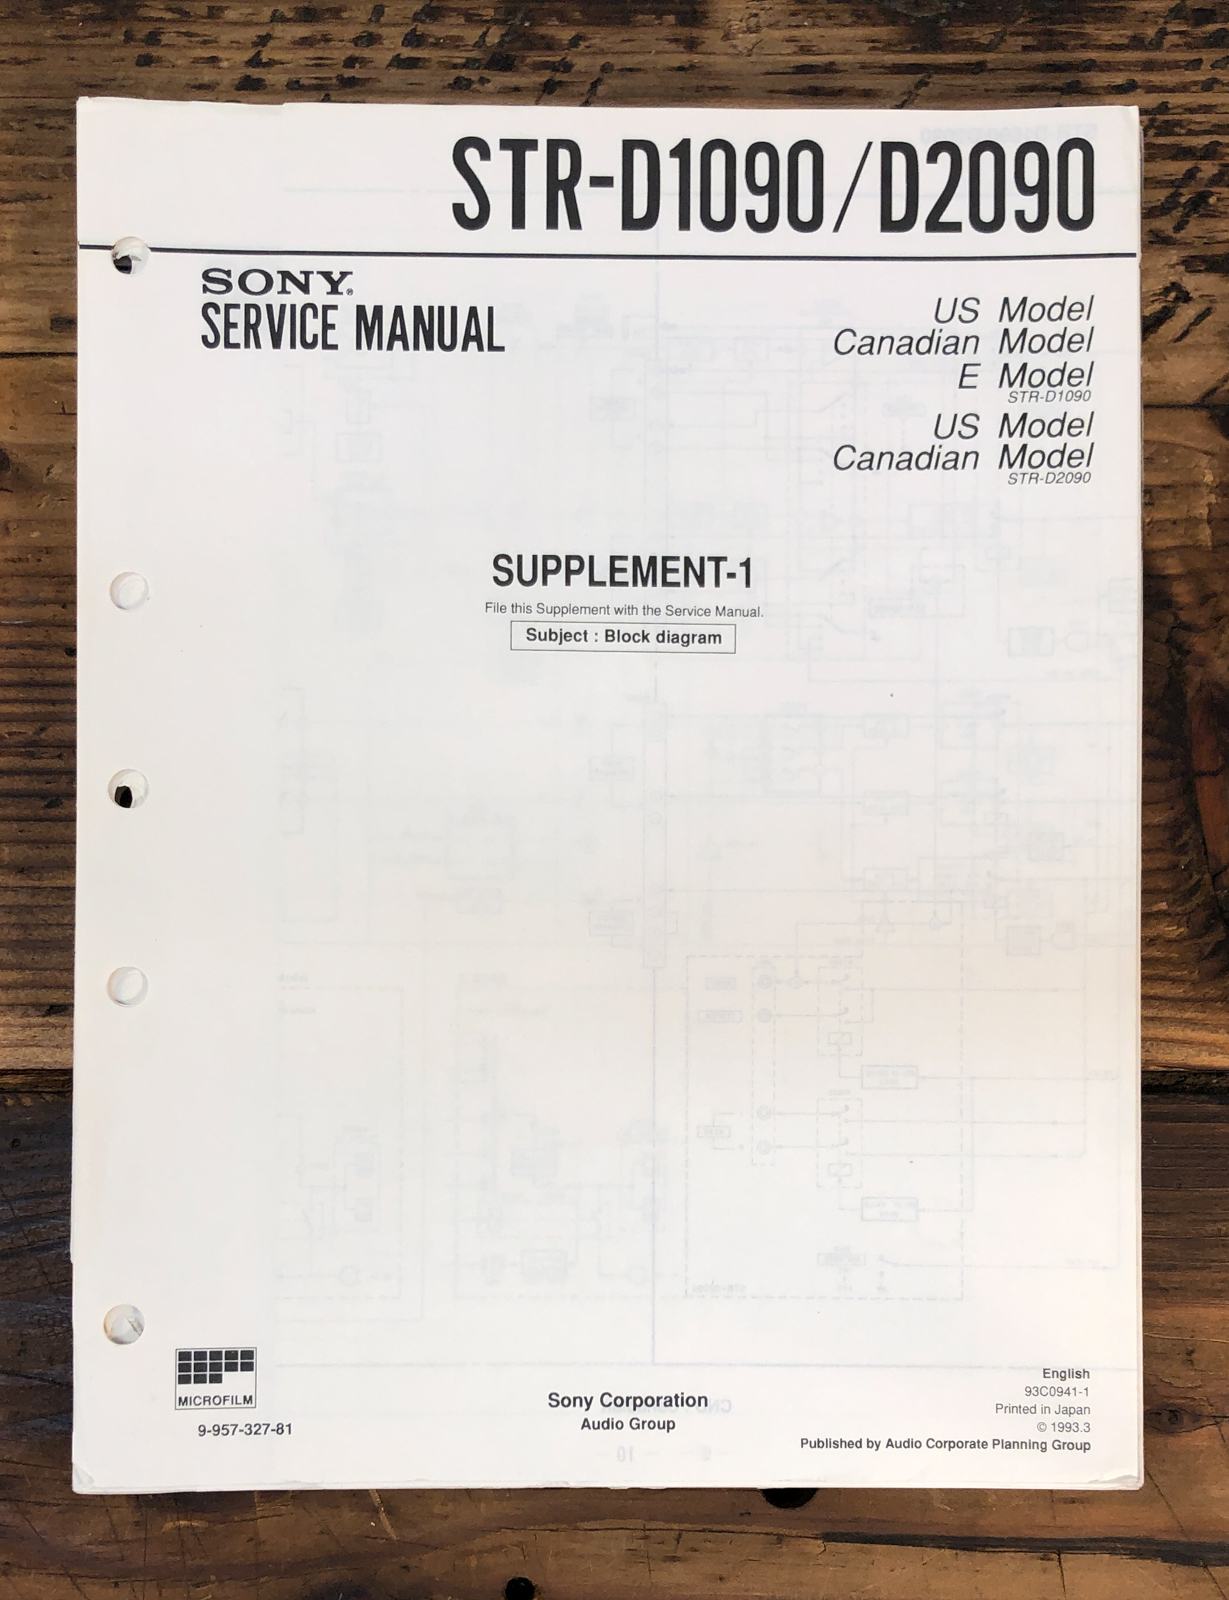 STR-D1090/D2090
SONY®
SERVICE MANUAL
US Model
Canadian Model
E Model
STR-D1090
US Model
Canadian Model
STR-D2090
SUPPLEMENT-1
File this Supplement with the Service Manual.
Subject : Block diagram
MICROFILM
9-957-327-81
Sony Corporation
Audio Group
English
93C0941-1
Printed in Japan
© 1993.3
Published by Audio Corporate Planning Group